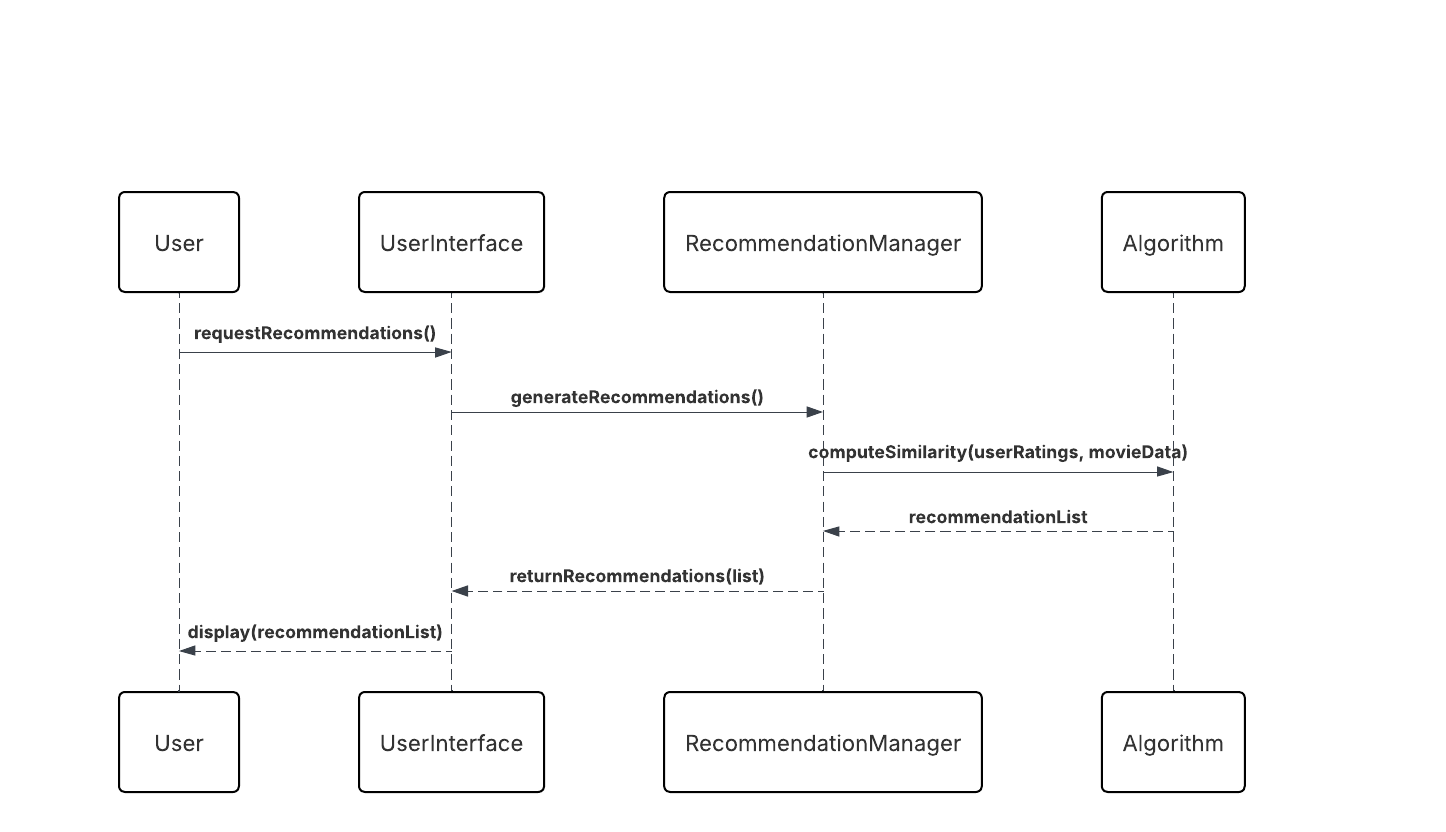 User
UserInterface
RecommendationManager
Algorithm
requestRecommendations()
generateRecommendations()
computeSimilarity(userRatings, movieData)
recommendationList
returnRecommendations(list)
display(recommendationList)
User
UserInterface
RecommendationManager
Algorithm